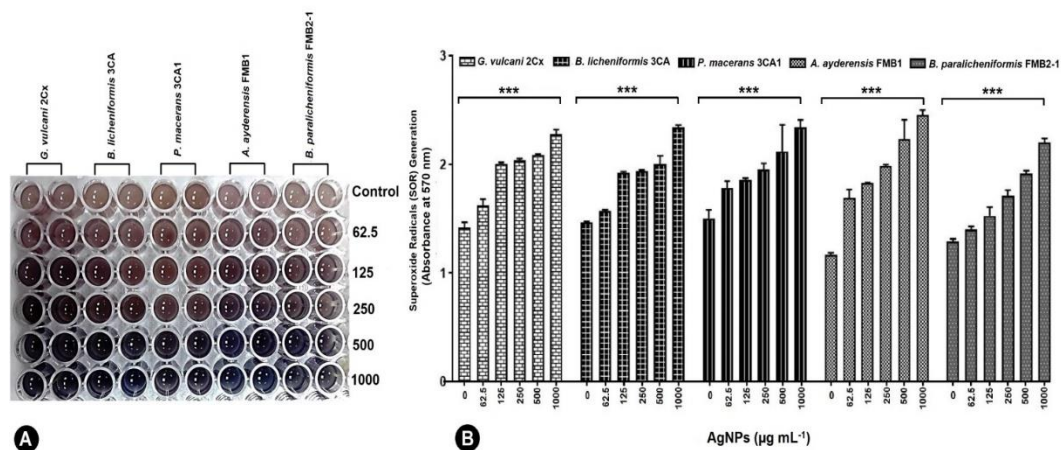 G. vulcani 2Cx
B. licheniformis 3CA
P. macerans 3CA1
A. ayderensis FMB1
B. paralicheniformis FMB2-1
Control
62.5
125
250
500
1000
A
Superoxide Radicals (SOR) Generation
(Absorbance at 570 nm)
3
2
1
0
G. vulcani 2Cx B. licheniformis 3CA P. macerans 3CA1 A. ayderensis FMB1 B. paralicheniformis FMB2-1
*** *** *** *** ***
0 62.5 125 250 500 1000 0 62.5 125 250 500 1000 0 62.5 125 250 500 1000 0 62.5 125 250 500 1000 0 62.5 125 250 500 1000
B
AgNPs (µg mL⁻¹)